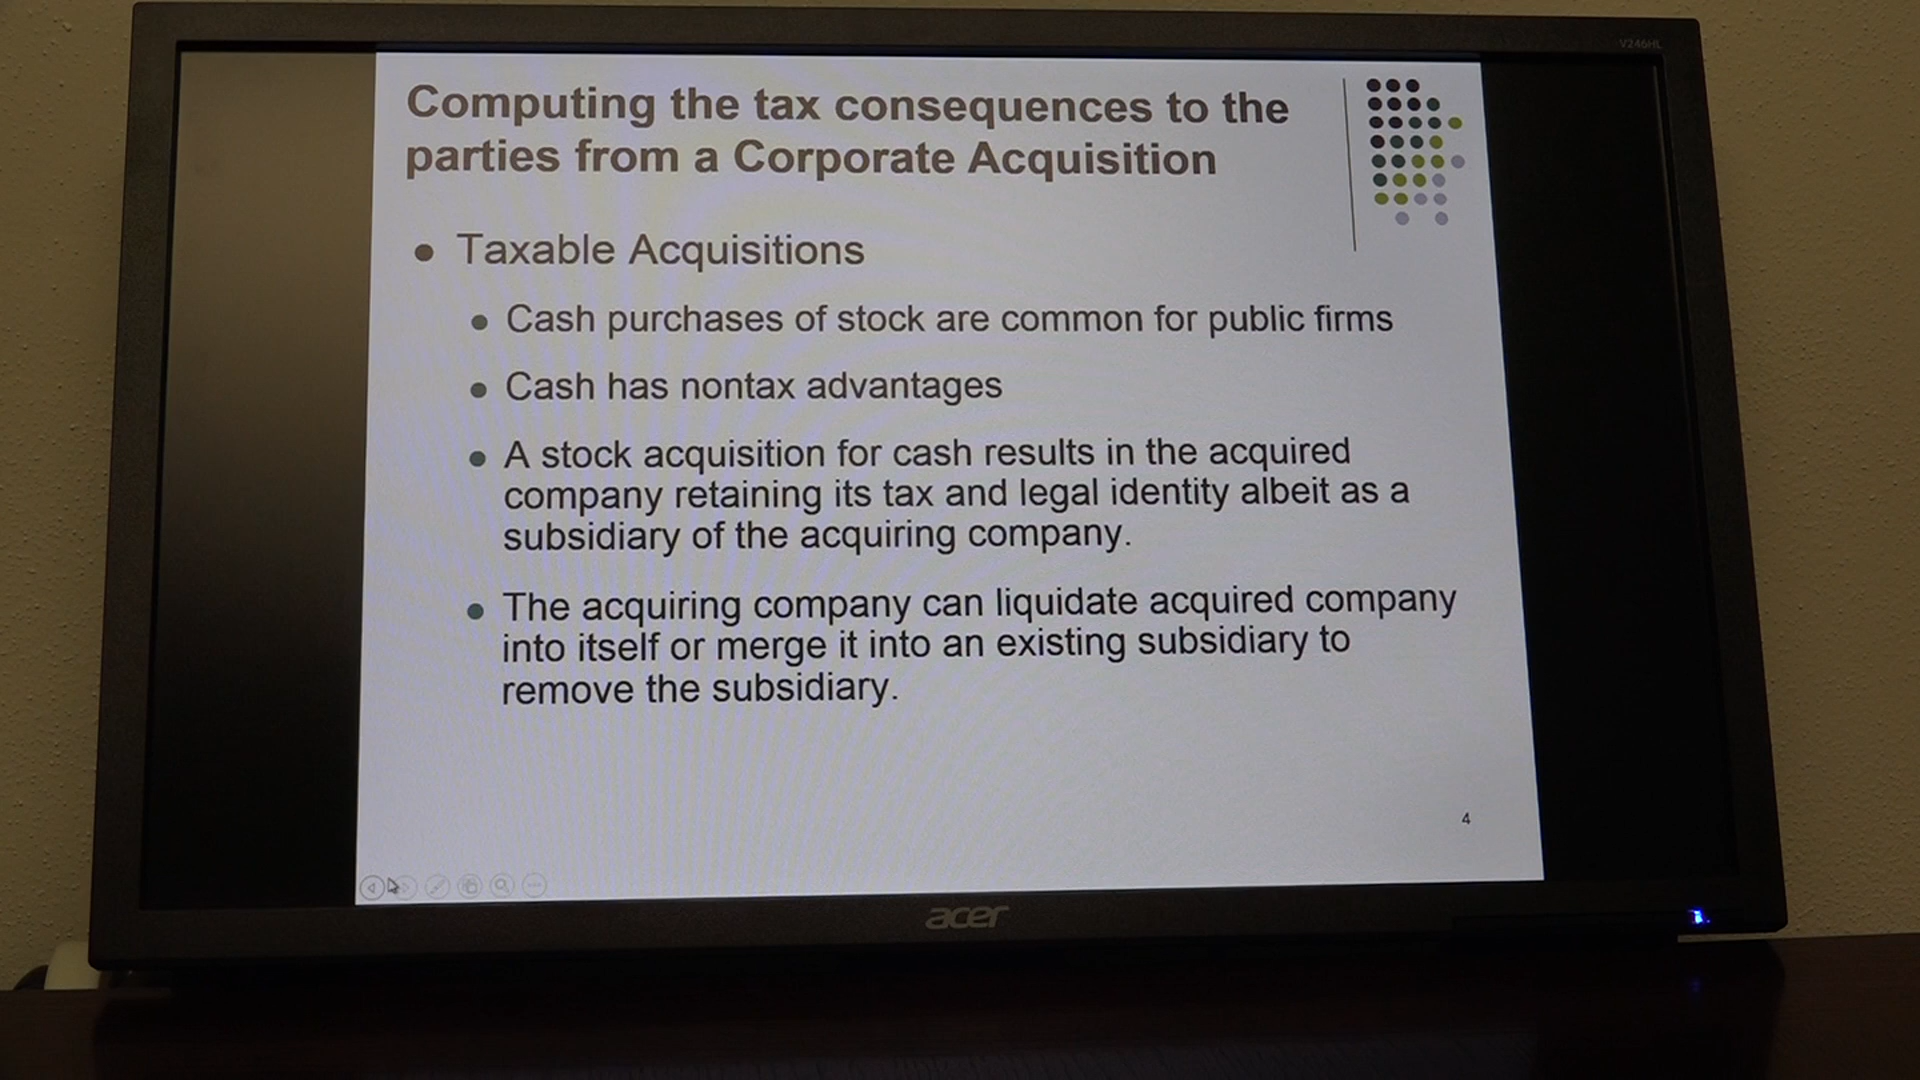 V246HL
Computing the tax consequences to the
parties from a Corporate Acquisition
Taxable Acquisitions
Cash purchases of stock are common for public firms
Cash has nontax advantages
A stock acquisition for cash results in the acquired
company retaining its tax and legal identity albeit as a
subsidiary of the acquiring company.
The acquiring company can liquidate acquired company
into itself or merge it into an existing subsidiary to
remove the subsidiary.
4
acer